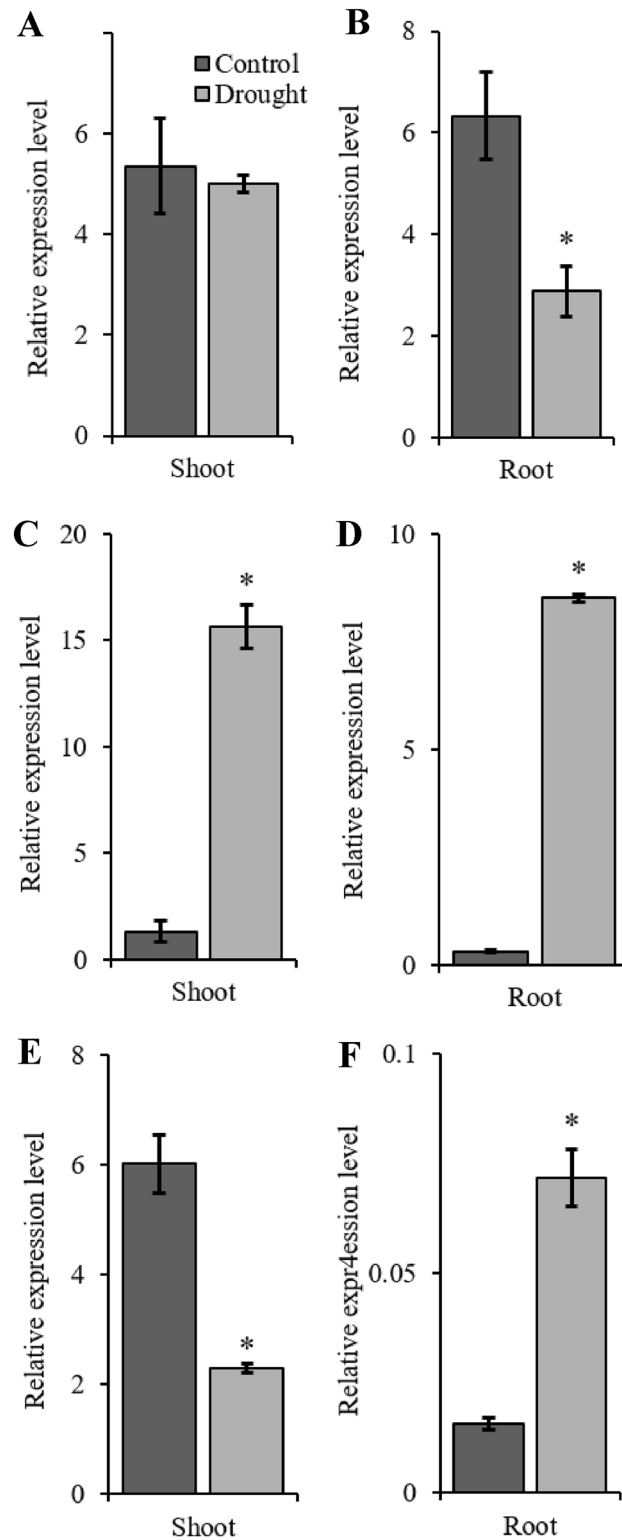 A
Control
Drought
Relative expression level
6
4
2
0
Shoot
B
Relative expression level
8
6
4
2
0
*
Root
C
Relative expression level
20
15
10
5
0
*
Shoot
D
Relative expression level
10
5
0
*
Root
E
Relative expression level
8
6
4
2
0
*
Shoot
F
Relative expr4ession level
0.1
0.05
0
*
Root